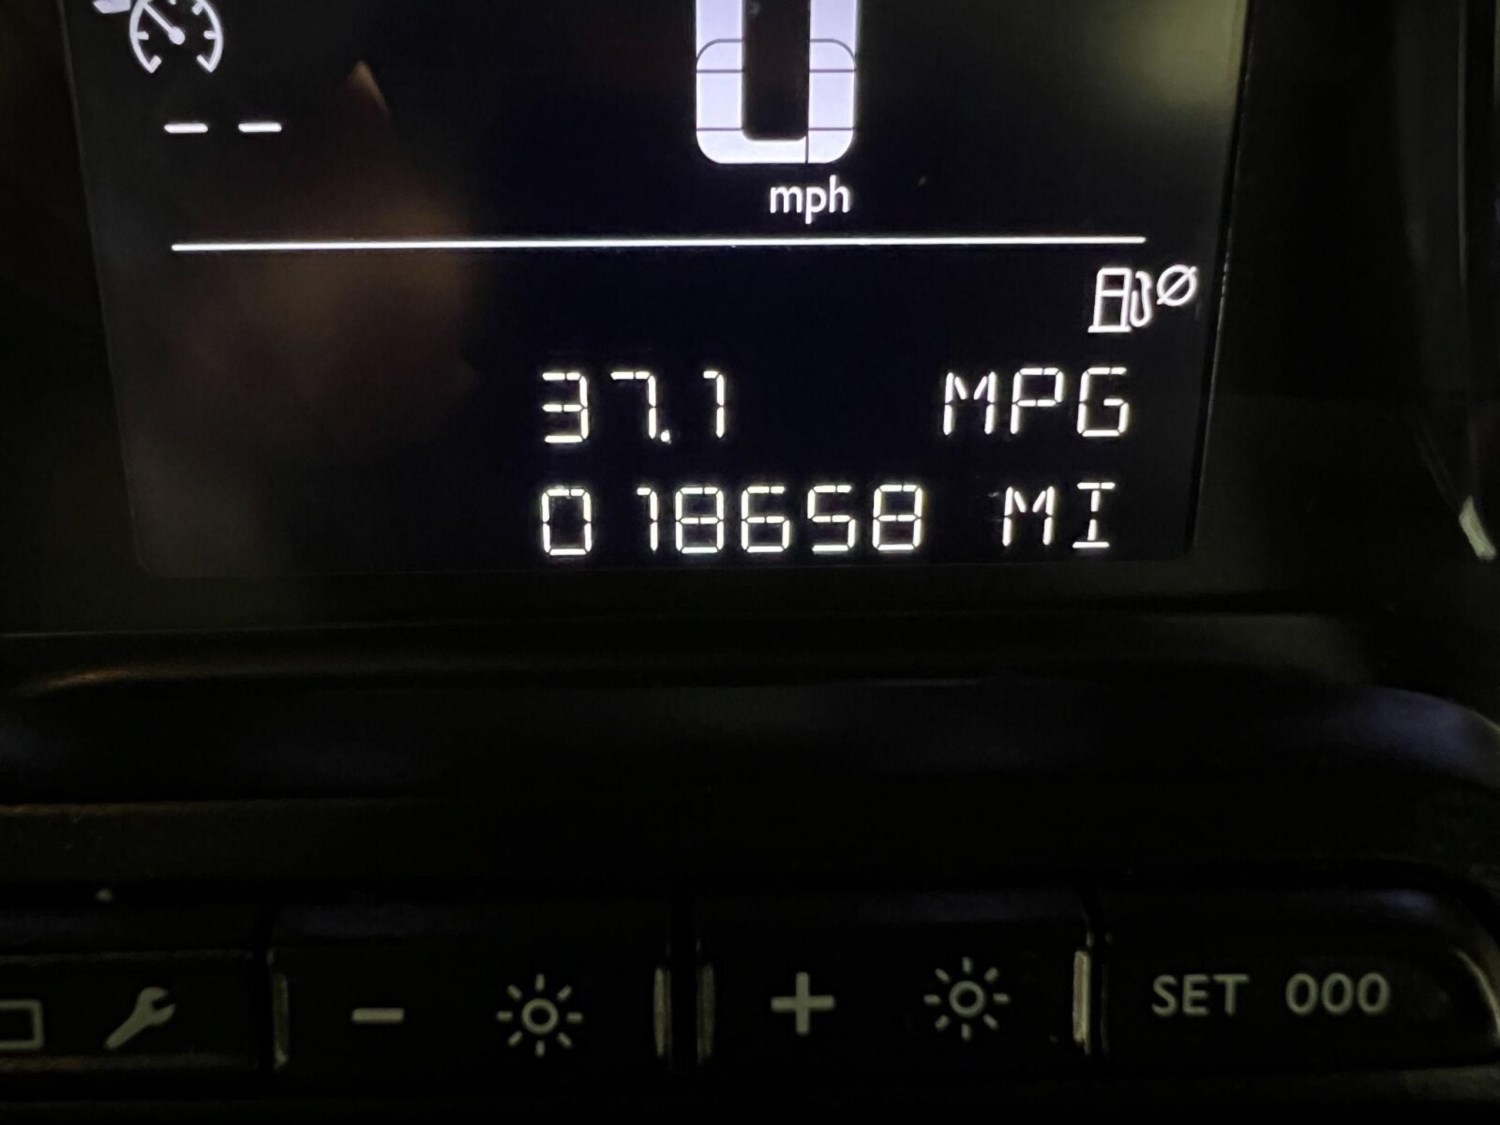 -- 0
mph
37.1 MPG
018658 MI
- + SET 000